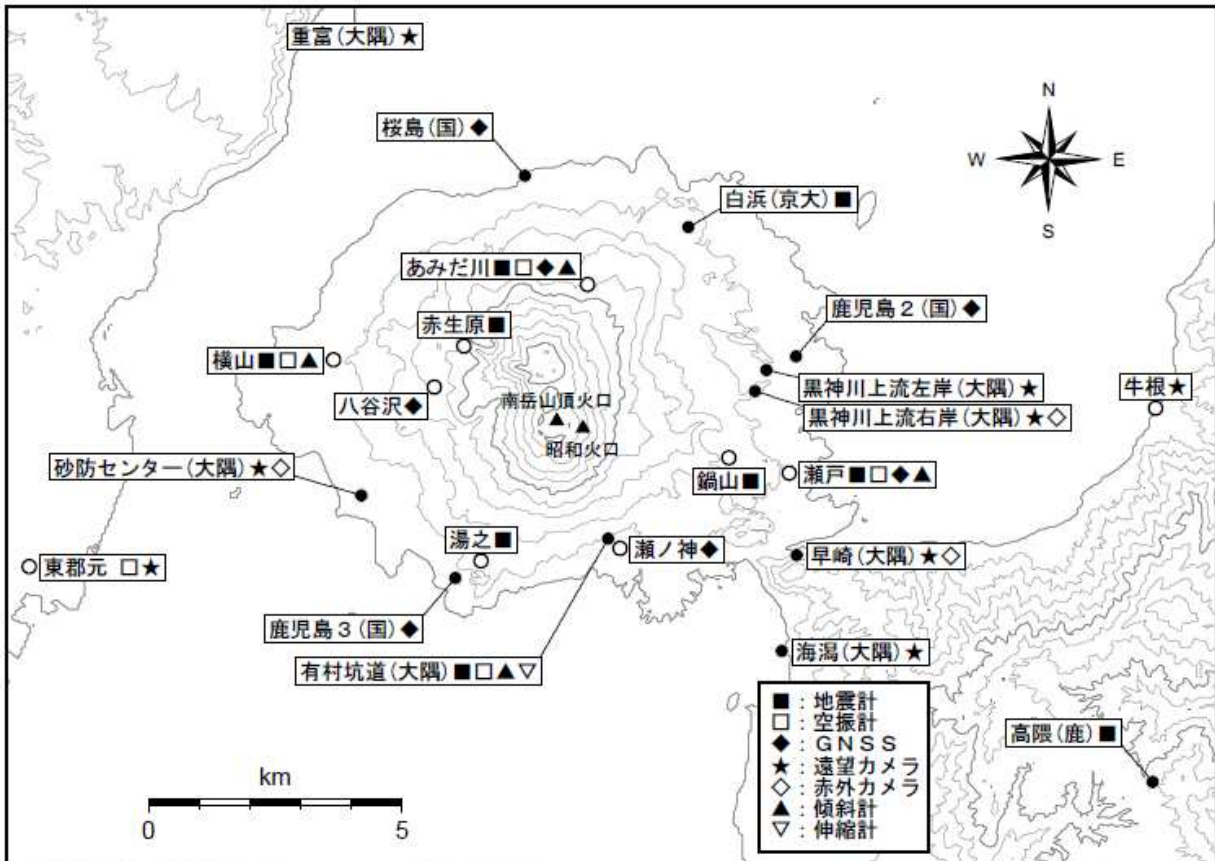 重富(大隅)★
桜島(国)◆
N
W
E
S
白浜(京大)■
あみだ川■□◆▲
鹿児島2(国)◆
赤生原■
横山■□▲
黒神川上流左岸(大隅)★
牛根★
八谷沢◆
南岳山頂火口
黒神川上流右岸(大隅)★◇
昭和火口
砂防センター(大隅)★◇
鍋山■
瀬戸■□◆▲
湯之■
瀬ノ神◆
早崎(大隅)★◇
東郡元 □★
鹿児島3(国)◆
海潟(大隅)★
有村坑道(大隅)■□▲▽
■:地震計
□:空振計
◆:GNSS
★:遠望カメラ
◇:赤外カメラ
▲:傾斜計
▽:伸縮計
高隈(鹿)■
km
0 5